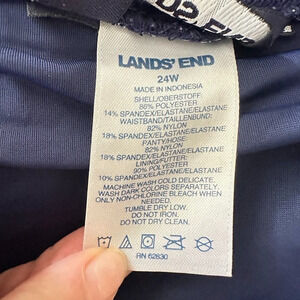 LANDS' END
24W
MADE IN INDONESIA
SHELL/OBERSTOFF:
86% POLYESTER
14% SPANDEX/ELASTANE/ELASTANE
WAISTBAND/TAILLENBUND:
82% NYLON
18% SPANDEX/ELASTANE/ELASTANE
PANTY/HOSE:
82% NYLON
18% SPANDEX/ELASTANE/ELASTANE
LINING/FUTTER:
90% POLYESTER
10% SPANDEX/ELASTANE/ELASTANE
MACHINE WASH COLD DELICATE.
WASH DARK COLORS SEPARATELY.
ONLY NON-CHLORINE BLEACH WHEN
NEEDED.
TUMBLE DRY LOW.
DO NOT IRON.
DO NOT DRY CLEAN.
RN 62830